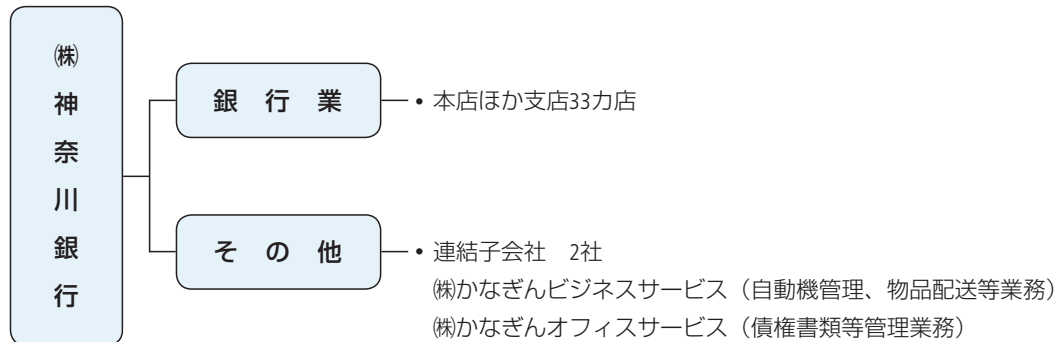 ㈱神奈川銀行
銀行業
• 本店ほか支店33カ店
その他
• 連結子会社　2社
㈱かなぎんビジネスサービス（自動機管理、物品配送等業務）
㈱かなぎんオフィスサービス（債権書類等管理業務）